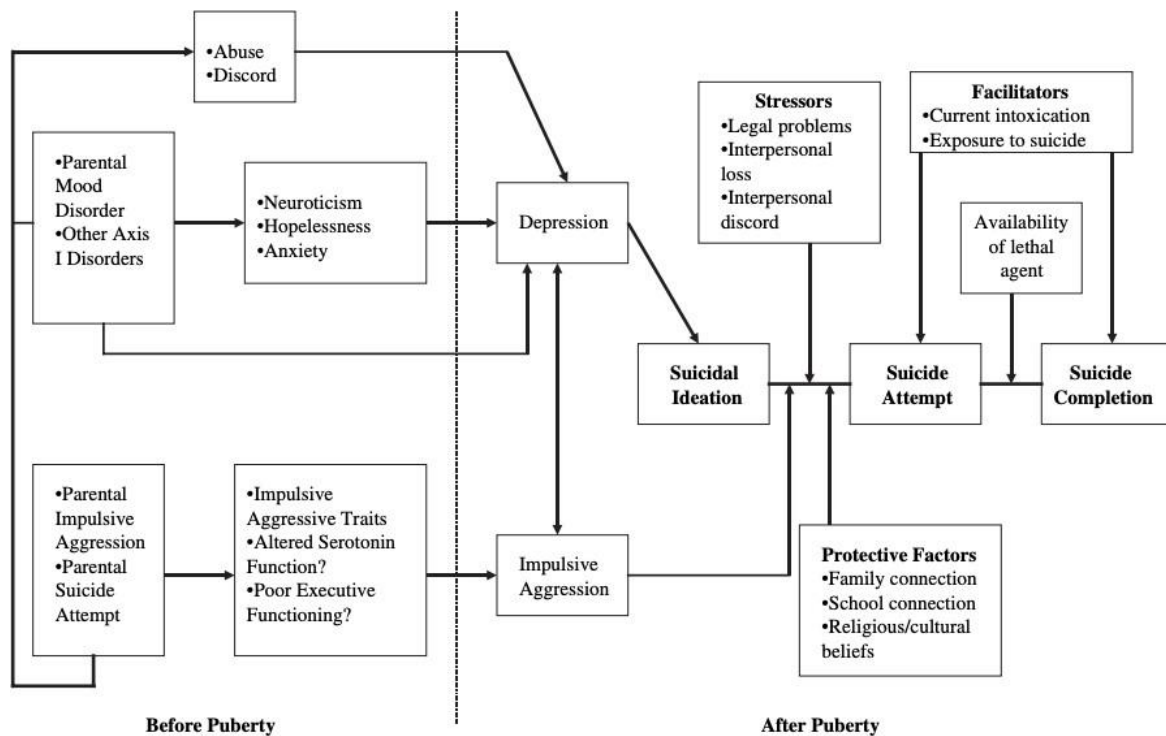 •Abuse
•Discord
•Parental
Mood
Disorder
•Other Axis
I Disorders
•Neuroticism
•Hopelessness
•Anxiety
Depression
Stressors
•Legal problems
•Interpersonal
loss
•Interpersonal
discord
Facilitators
•Current intoxication
•Exposure to suicide
Availability
of lethal
agent
Suicidal
Ideation
Suicide
Attempt
Suicide
Completion
•Parental
Impulsive
Aggression
•Parental
Suicide
Attempt
•Impulsive
Aggressive Traits
•Altered Serotonin
Function?
•Poor Executive
Functioning?
Impulsive
Aggression
Protective Factors
•Family connection
•School connection
•Religious/cultural
beliefs
Before Puberty
After Puberty